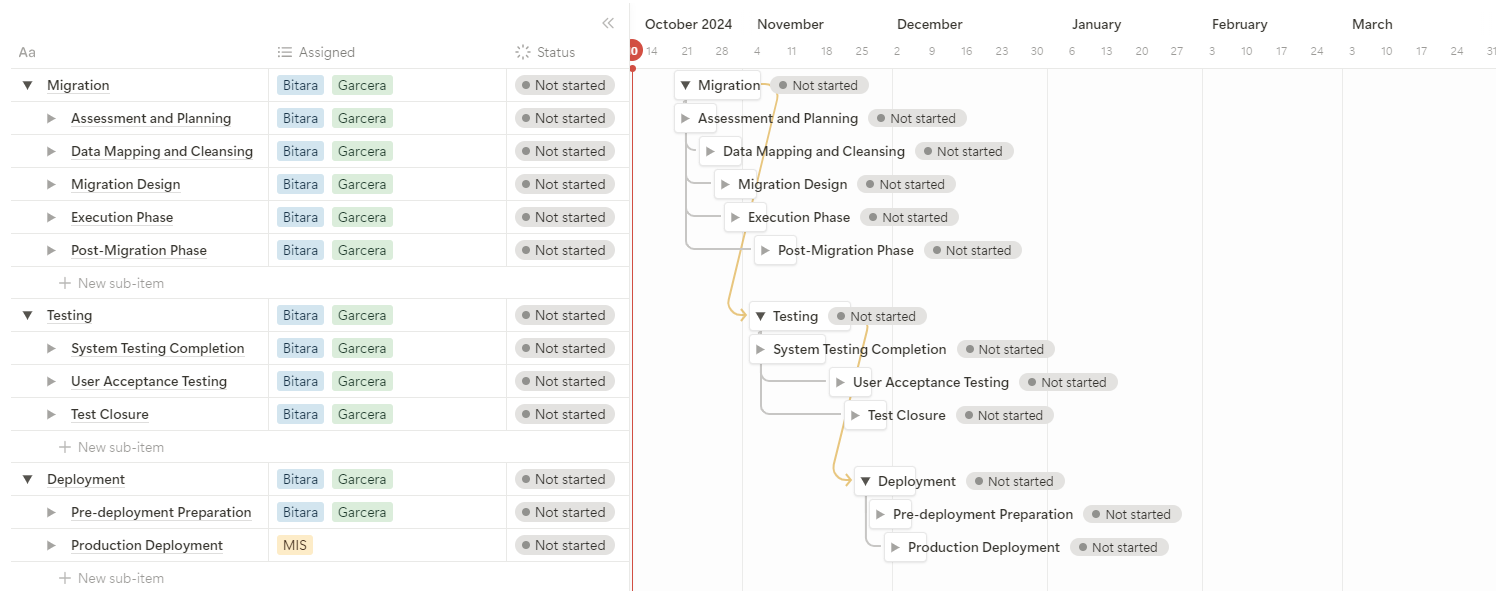 October 2024 November December January February March
Aa Assigned Status
0 14 21 28 4 11 18 25 2 9 16 23 30 6 13 20 27 3 10 17 24 3 10 17 24 31
Migration Bitara Garcera Not started Migration Not started
Assessment and Planning Bitara Garcera Not started Assessment and Planning Not started
Data Mapping and Cleansing Bitara Garcera Not started Data Mapping and Cleansing Not started
Migration Design Bitara Garcera Not started Migration Design Not started
Execution Phase Bitara Garcera Not started Execution Phase Not started
Post-Migration Phase Bitara Garcera Not started Post-Migration Phase Not started
New sub-item
Testing Bitara Garcera Not started Testing Not started
System Testing Completion Bitara Garcera Not started System Testing Completion Not started
User Acceptance Testing Bitara Garcera Not started User Acceptance Testing Not started
Test Closure Bitara Garcera Not started Test Closure Not started
New sub-item
Deployment Bitara Garcera Not started Deployment Not started
Pre-deployment Preparation Bitara Garcera Not started Pre-deployment Preparation Not started
Production Deployment MIS Not started Production Deployment Not started
New sub-item